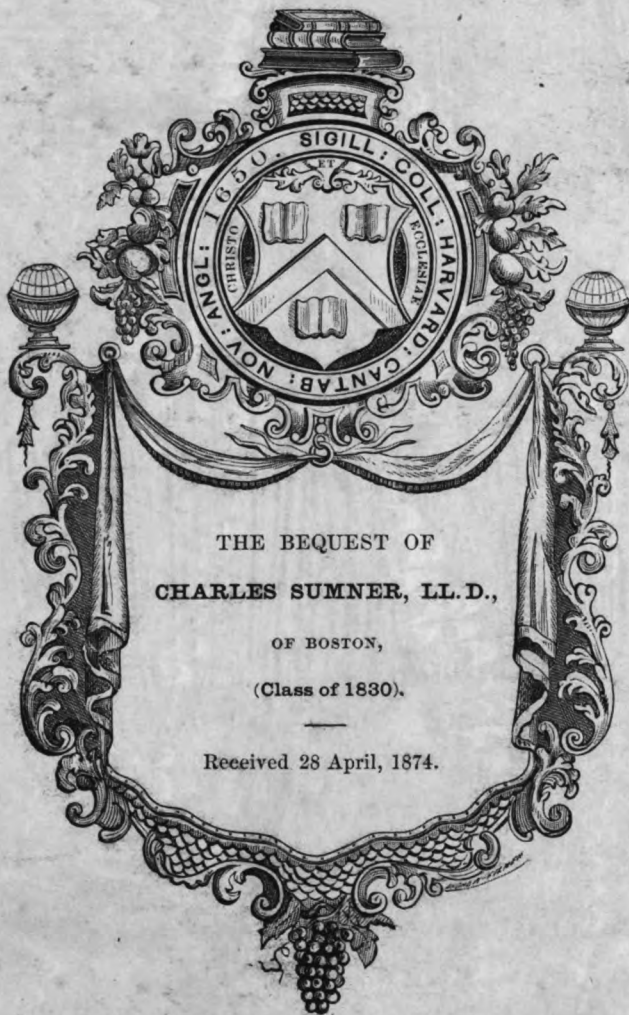 SIGILL: COLL: HARVARD: CANTAB: NOV: ANGL: 1650.
ET
CHRISTO
ECCLESIAE
THE BEQUEST OF
CHARLES SUMNER, LL.D.,
OF BOSTON,
(Class of 1830).
Received 28 April, 1874.